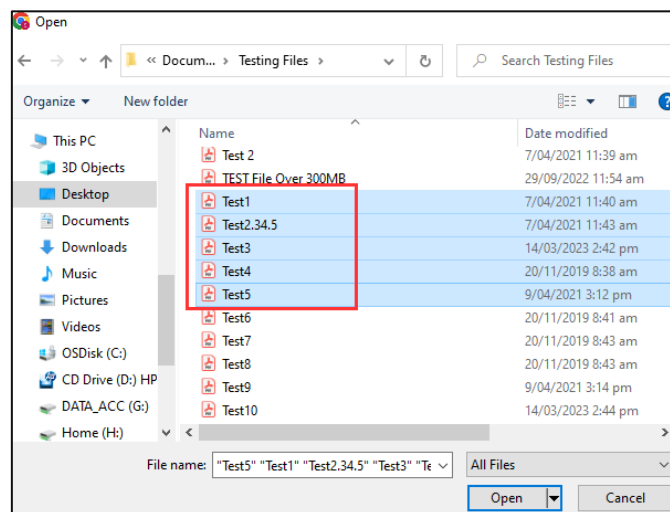 Open
« Docum... › Testing Files ›
Search Testing Files
Organize
New folder
Name
Date modified
This PC
3D Objects
Desktop
Documents
Downloads
Music
Pictures
Videos
OSDisk (C:)
CD Drive (D:) HP
DATA_ACC (G:)
Home (H:)
Test 2 7/04/2021 11:39 am
TEST File Over 300MB 29/09/2022 11:54 am
Test1 7/04/2021 11:40 am
Test2.34.5 7/04/2021 11:43 am
Test3 14/03/2023 2:42 pm
Test4 20/11/2019 8:38 am
Test5 9/04/2021 3:12 pm
Test6 20/11/2019 8:41 am
Test7 20/11/2019 8:43 am
Test8 20/11/2019 8:43 am
Test9 9/04/2021 3:14 pm
Test10 14/03/2023 2:44 pm
File name: "Test5" "Test1" "Test2.34.5" "Test3" "Te
All Files
Open
Cancel